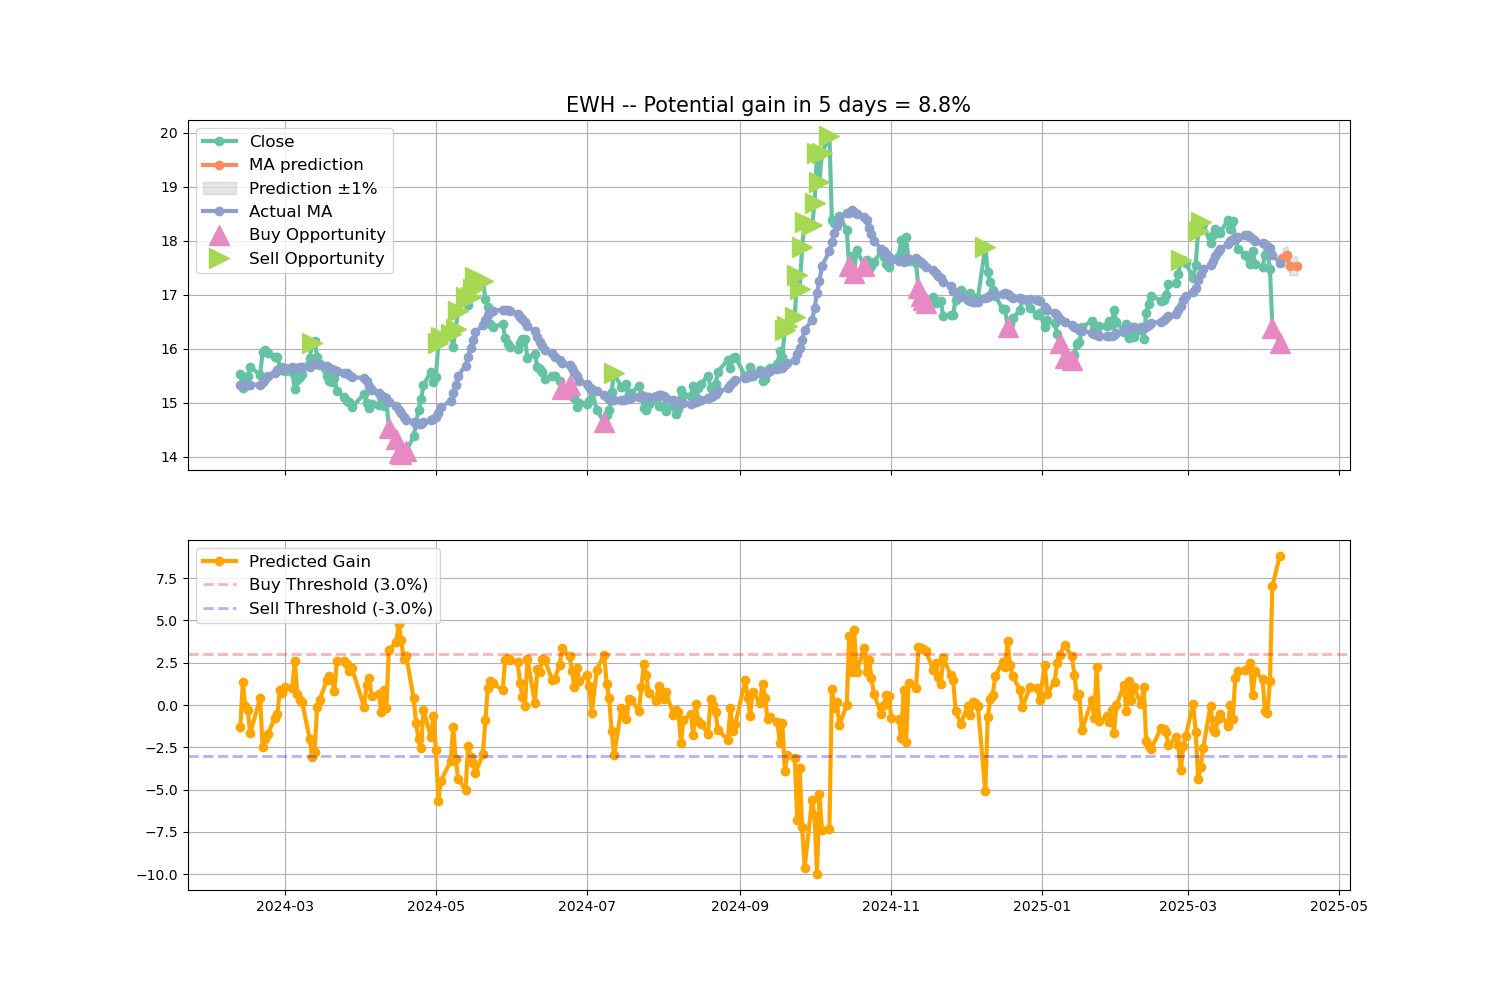 EWH -- Potential gain in 5 days = 8.8%
20
19
18
17
16
15
14
Close
MA prediction
Prediction ±1%
Actual MA
Buy Opportunity
Sell Opportunity
7.5
5.0
2.5
0.0
−2.5
−5.0
−7.5
−10.0
Predicted Gain
Buy Threshold (3.0%)
Sell Threshold (-3.0%)
2024-03 2024-05 2024-07 2024-09 2024-11 2025-01 2025-03 2025-05